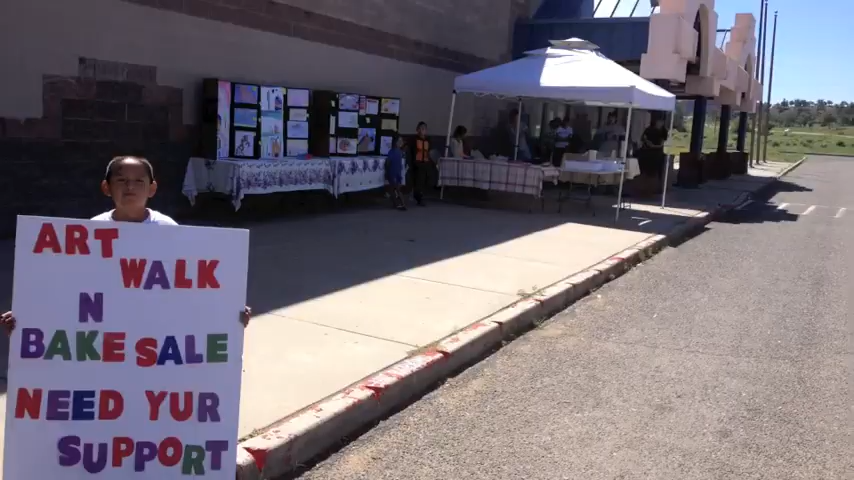 ART
WALK
N
BAKE SALE
NEED YUR
SUPPORT